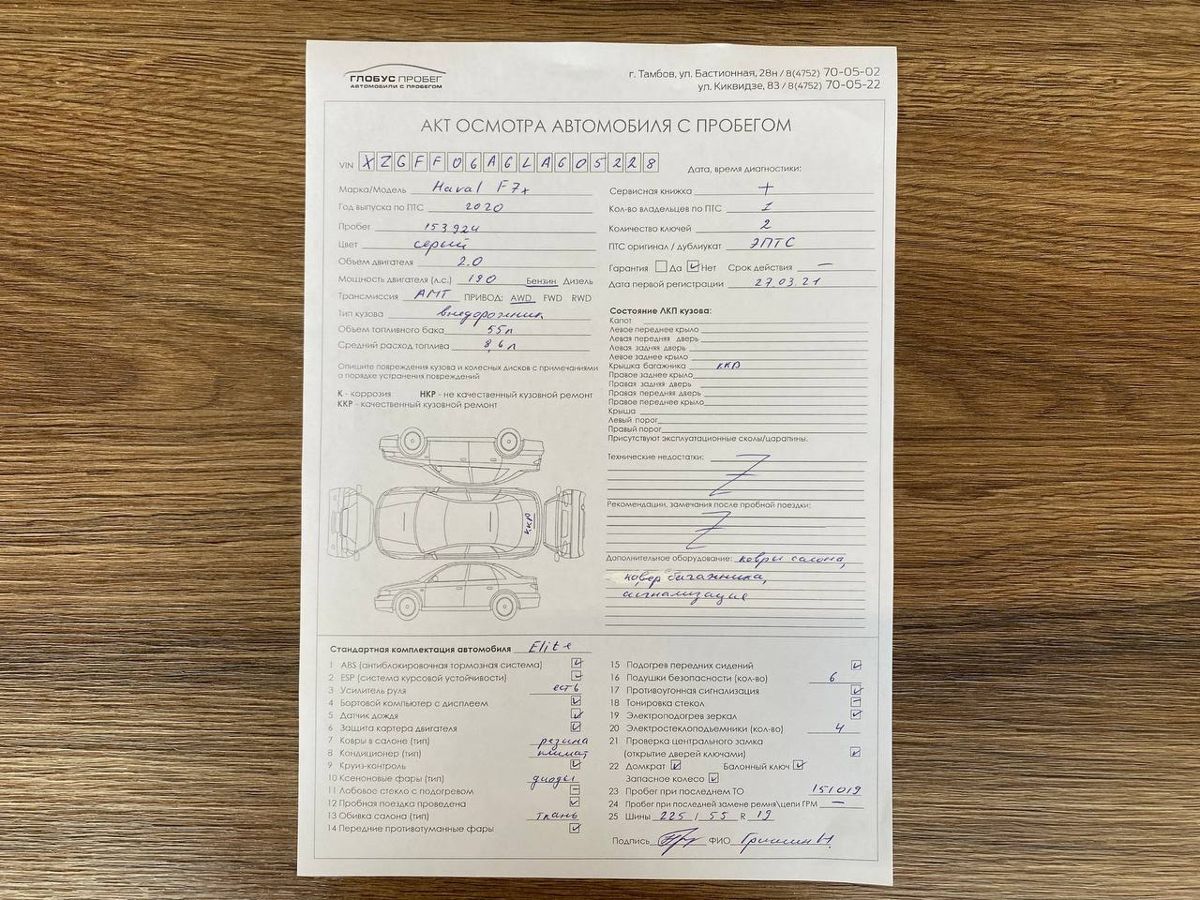 ГЛОБУС ПРОБЕГ
АВТОМОБИЛИ С ПРОБЕГОМ
г. Тамбов, ул. Бастионная, 28н / 8(4752) 70-05-02
ул. Киквидзе, 83 / 8(4752) 70-05-22
АКТ ОСМОТРА АВТОМОБИЛЯ С ПРОБЕГОМ
VIN XZGFF06A6LA605228
Марка/Модель Haval F7x
Год выпуска по ПТС 2020
Пробег 153924
Цвет серый
Объем двигателя 2.0
Мощность двигателя (л.с.) 190 Бензин Дизель
Трансмиссия АМТ ПРИВОД: AWD FWD RWD
Тип кузова внедорожник
Объем топливного бака 55л
Средний расход топлива 8,6л
Опишите повреждения кузова и колесных дисков с примечаниями
о порядке устранения повреждений
К - коррозия НКР - не качественный кузовной ремонт
ККР - качественный кузовной ремонт
ккр
Дата, время диагностики:
Сервисная книжка +
Кол-во владельцев по ПТС 1
Количество ключей 2
ПТС оригинал / дубликат ЭПТС
Гарантия Да Нет Срок действия —
Дата первой регистрации 27.03.21
Состояние ЛКП кузова:
Капот
Левое переднее крыло
Левая передняя дверь
Левая задняя дверь
Левое заднее крыло
Крышка багажника ккр
Правое заднее крыло
Правая задняя дверь
Правая передняя дверь
Правое переднее крыло
Крыша
Левый порог
Правый порог
Присутствуют эксплуатационные сколы/царапины.
Технические недостатки:
Рекомендации, замечания после пробной поездки:
Дополнительное оборудование: ковры салона,
ковер багажника,
сигнализация
Стандартная комплектация автомобиля Elite
1 ABS (антиблокировочная тормозная система)
2 ESP (система курсовой устойчивости)
3 Усилитель руля есть
4 Бортовой компьютер с дисплеем
5 Датчик дождя
6 Защита картера двигателя
7 Ковры в салоне (тип) резина
8 Кондиционер (тип) климат
9 Круиз-контроль
10 Ксеноновые фары (тип) диоды
11 Лобовое стекло с подогревом
12 Пробная поездка проведена
13 Обивка салона (тип) ткань
14 Передние противотуманные фары
15 Подогрев передних сидений
16 Подушки безопасности (кол-во) 6
17 Противоугонная сигнализация
18 Тонировка стекол
19 Электроподогрев зеркал
20 Электростеклоподъемники (кол-во) 4
21 Проверка центрального замка
(открытие дверей ключами)
22 Домкрат Балонный ключ
Запасное колесо
23 Пробег при последнем ТО 151019
24 Пробег при последней замене ремня\цепи ГРМ —
25 Шины 225 / 55 R 19
Подпись ФИО